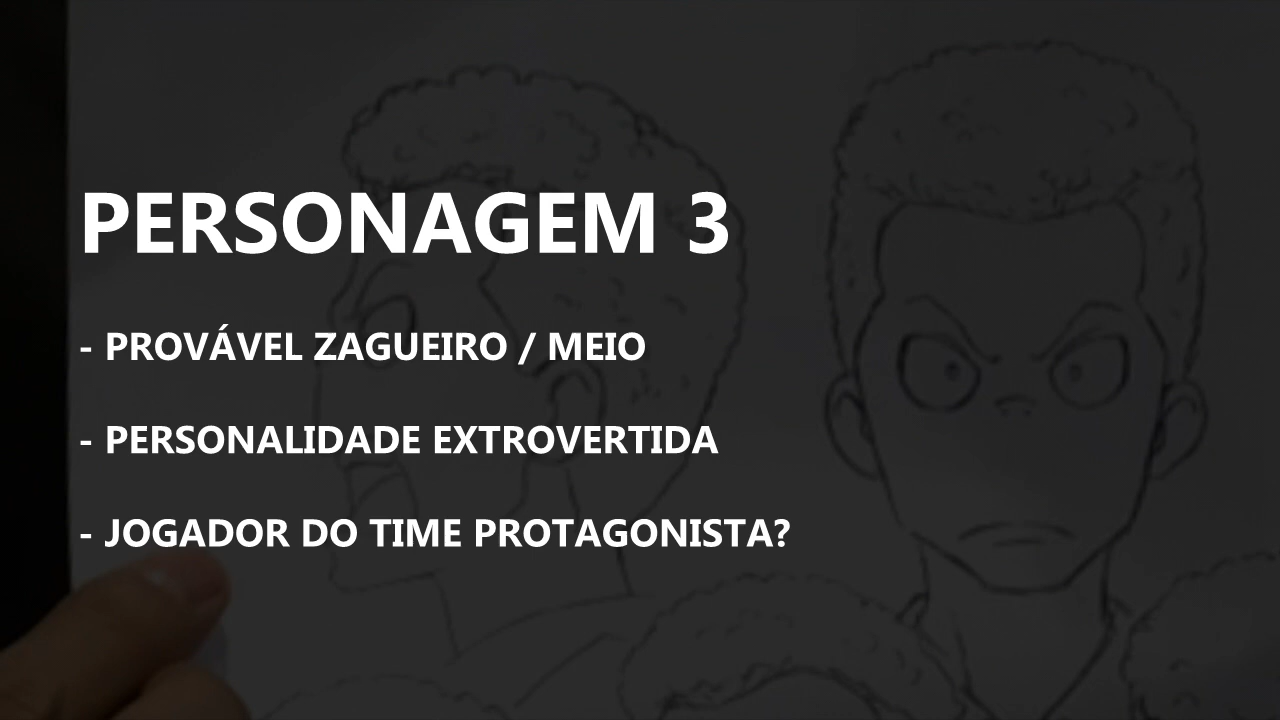 PERSONAGEM 3
- PROVÁVEL ZAGUEIRO / MEIO
- PERSONALIDADE EXTROVERTIDA
- JOGADOR DO TIME PROTAGONISTA?